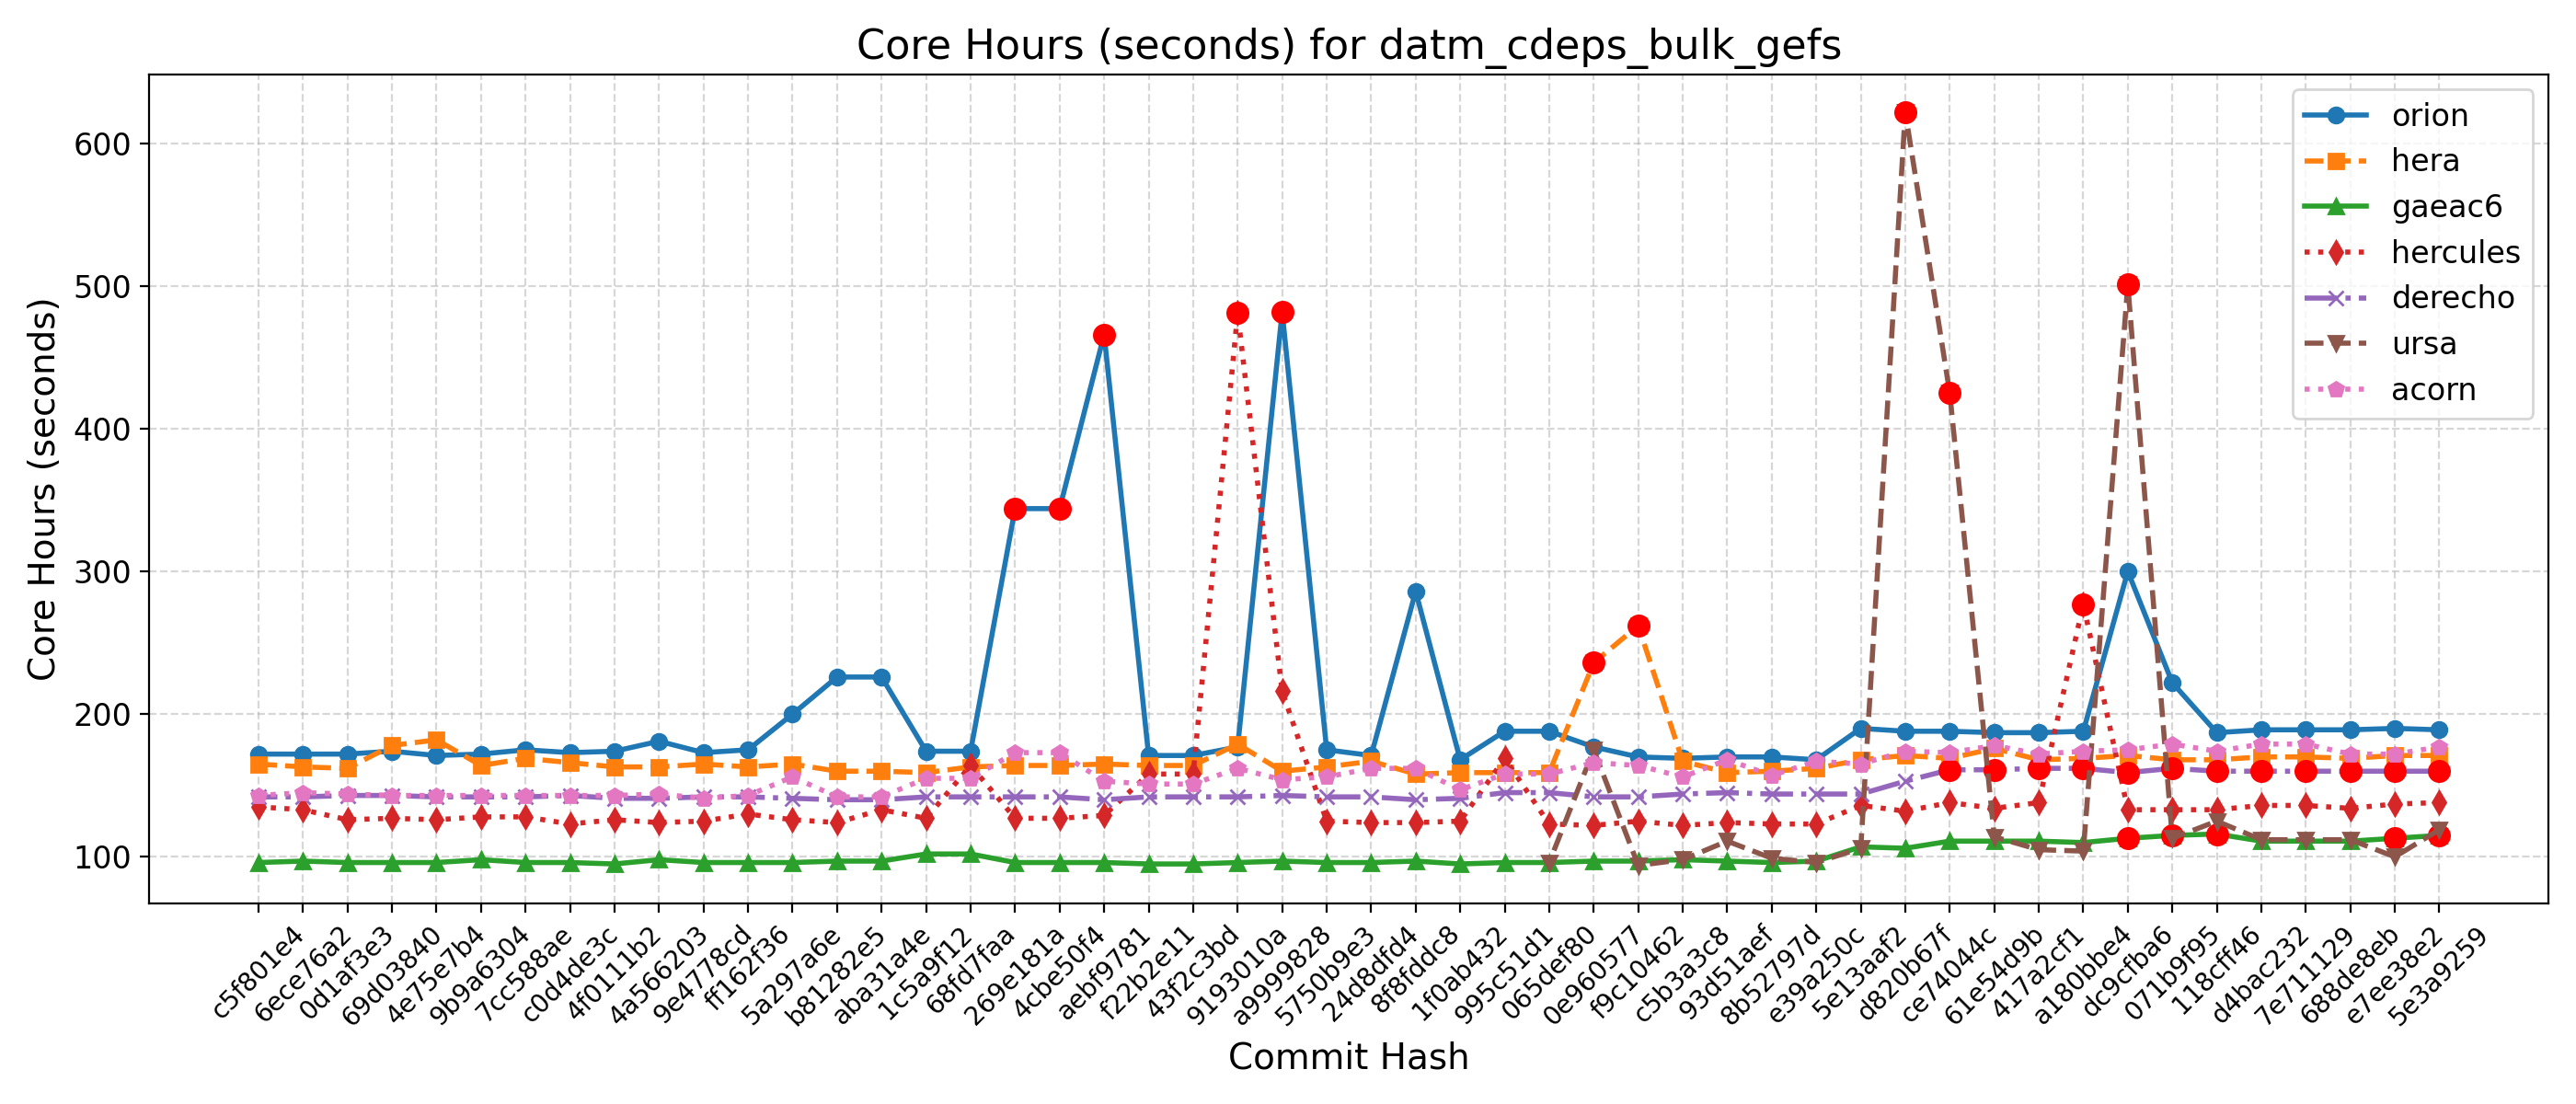 Core Hours (seconds) for datm_cdeps_bulk_gefs
Core Hours (seconds)
600
500
400
300
200
100
orion
hera
gaeac6
hercules
derecho
ursa
acorn
c5f801e4
6ece76a2
0d1af3e3
69d03840
4e75e7b4
9b9a6304
7cc588ae
c0d4de3c
4f0111b2
4a566203
9e4778cd
ff162f36
5a297a6e
b81282e5
aba31a4e
1c5a9f12
68fd7faa
269e181a
4cbe50f4
aebf9781
f22b2e11
43f2c3bd
9193010a
a9999828
5750b9e3
24d8dfd4
8f8fddc8
1f0ab432
995c51d1
065def80
0e960577
f9c10462
c5b3a3c8
93d51aef
8b52797d
e39a250c
5e13aaf2
d820b67f
ce74044c
61e54d9b
417a2cf1
a180bbe4
dc9cfba6
071b9f95
118cff46
d4bac232
7e711129
688de8eb
e7ee38e2
5e3a9259
Commit Hash